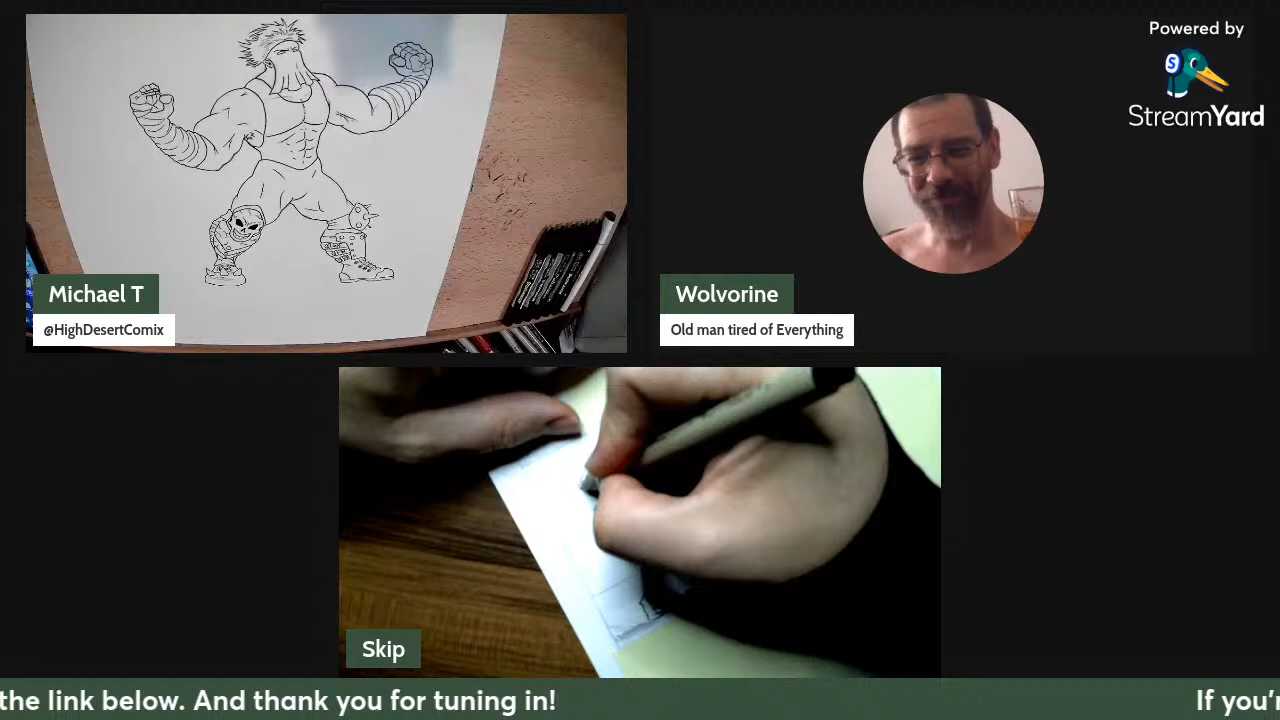 Powered by
S
StreamYard
Michael T
@HighDesertComix
Wolvorine
Old man tired of Everything
Skip
the link below. And thank you for tuning in!
If you'r